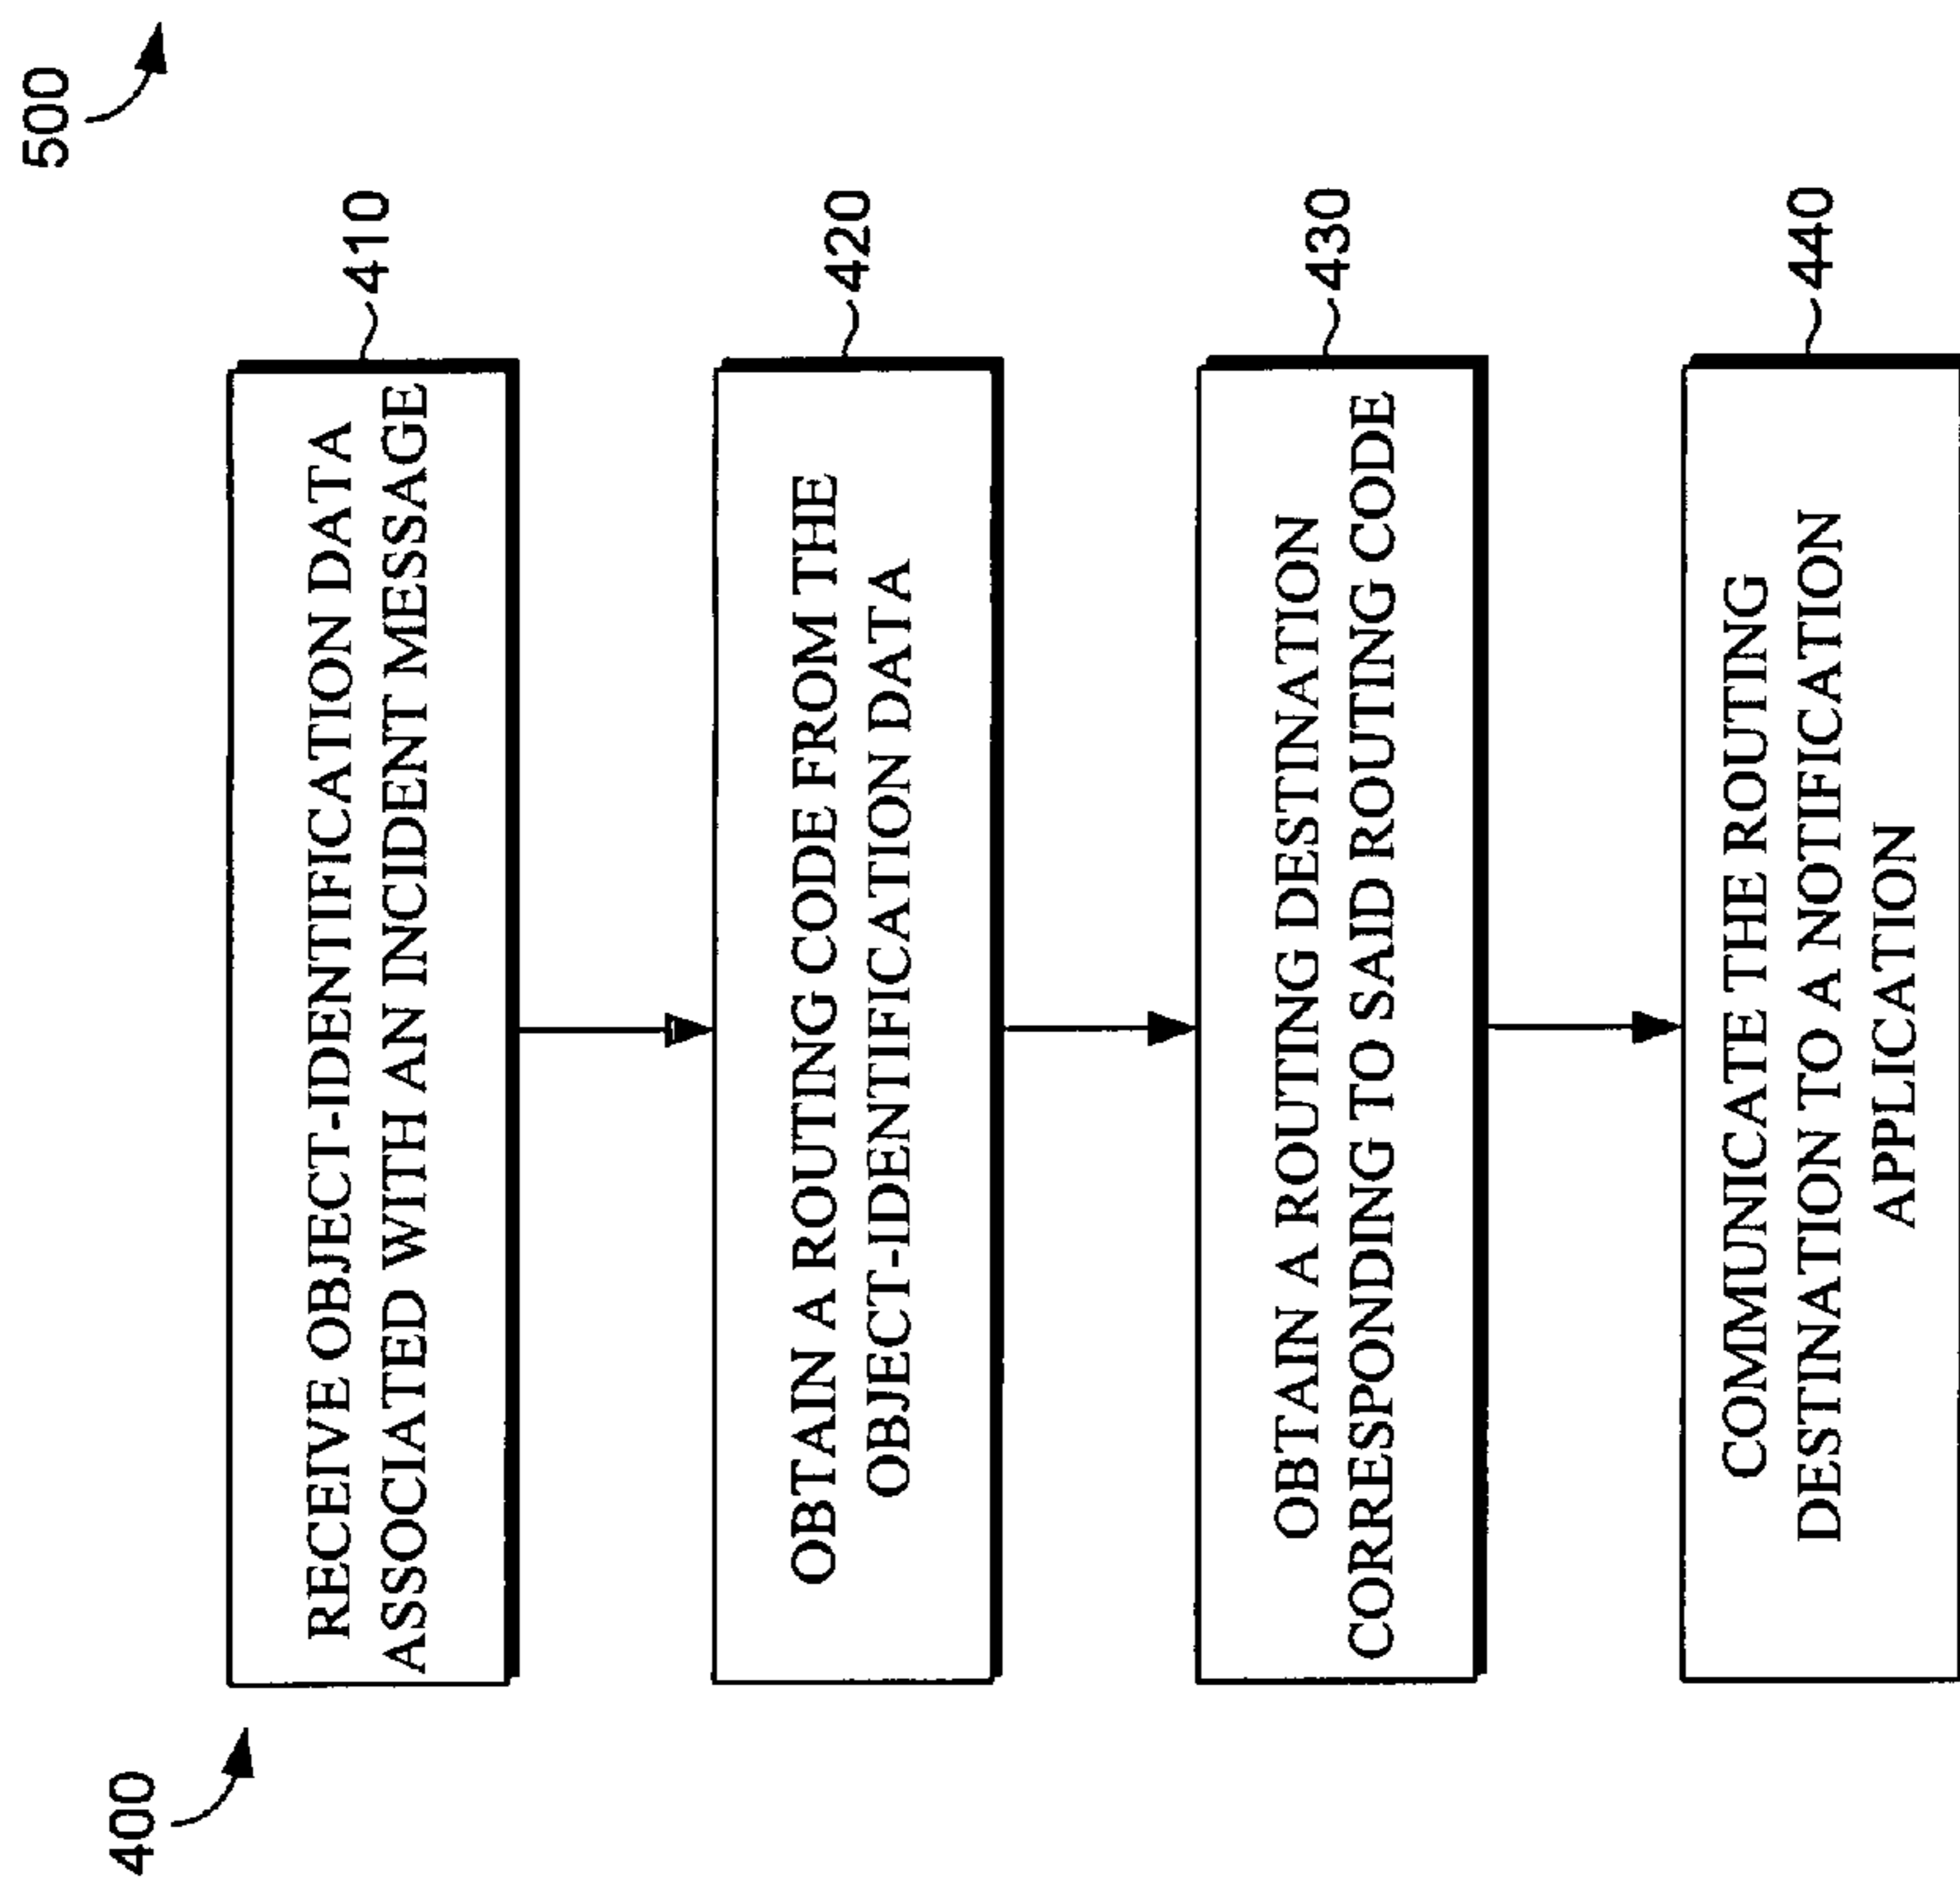 400
500
RECEIVE OBJECT-IDENTIFICATION DATA
ASSOCIATED WITH AN INCIDENT MESSAGE
410
OBTAIN A ROUTING CODE FROM THE
OBJECT-IDENTIFICATION DATA
420
OBTAIN A ROUTING DESTINATION
CORRESPONDING TO SAID ROUTING CODE
430
COMMUNICATE THE ROUTING
DESTINATION TO A NOTIFICATION
APPLICATION
440